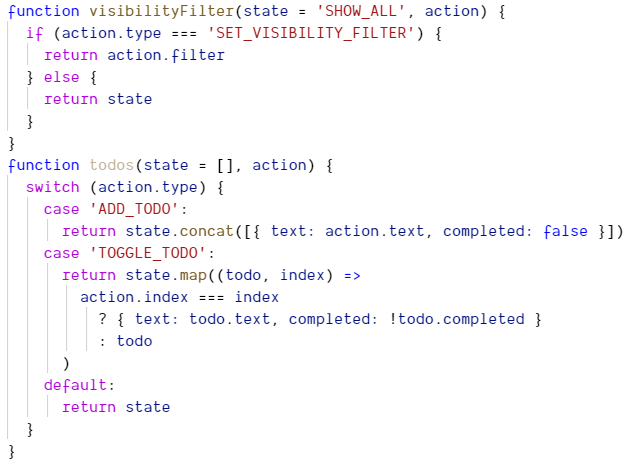 function visibilityFilter(state = 'SHOW_ALL', action) {
  if (action.type === 'SET_VISIBILITY_FILTER') {
    return action.filter
  } else {
    return state
  }
}
function todos(state = [], action) {
  switch (action.type) {
    case 'ADD_TODO':
      return state.concat([{ text: action.text, completed: false }])
    case 'TOGGLE_TODO':
      return state.map((todo, index) =>
        action.index === index
          ? { text: todo.text, completed: !todo.completed }
          : todo
      )
    default:
      return state
  }
}